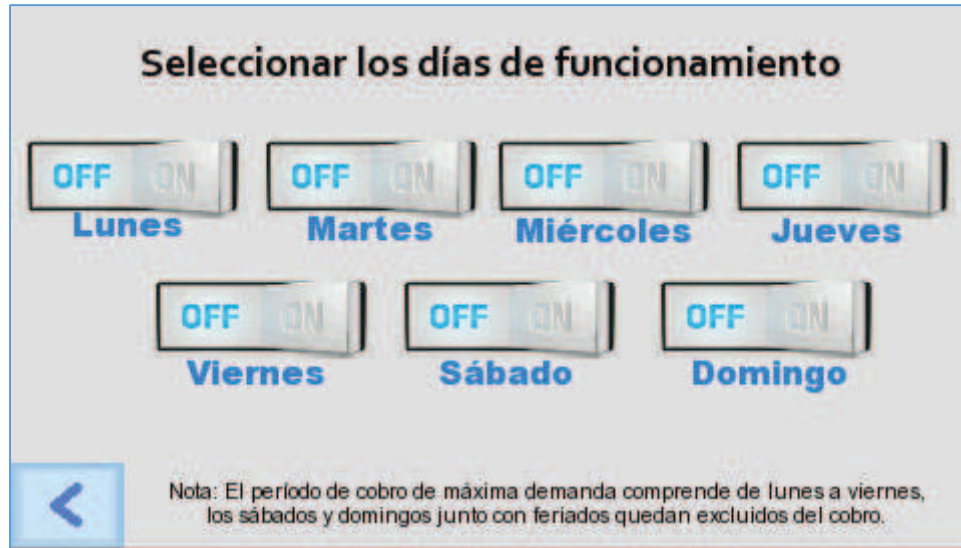 Seleccionar los días de funcionamiento
OFF ON OFF ON OFF ON OFF ON
Lunes Martes Miércoles Jueves
OFF ON OFF ON OFF ON
Viernes Sábado Domingo
Nota: El período de cobro de máxima demanda comprende de lunes a viernes,
los sábados y domingos junto con feriados quedan excluidos del cobro.